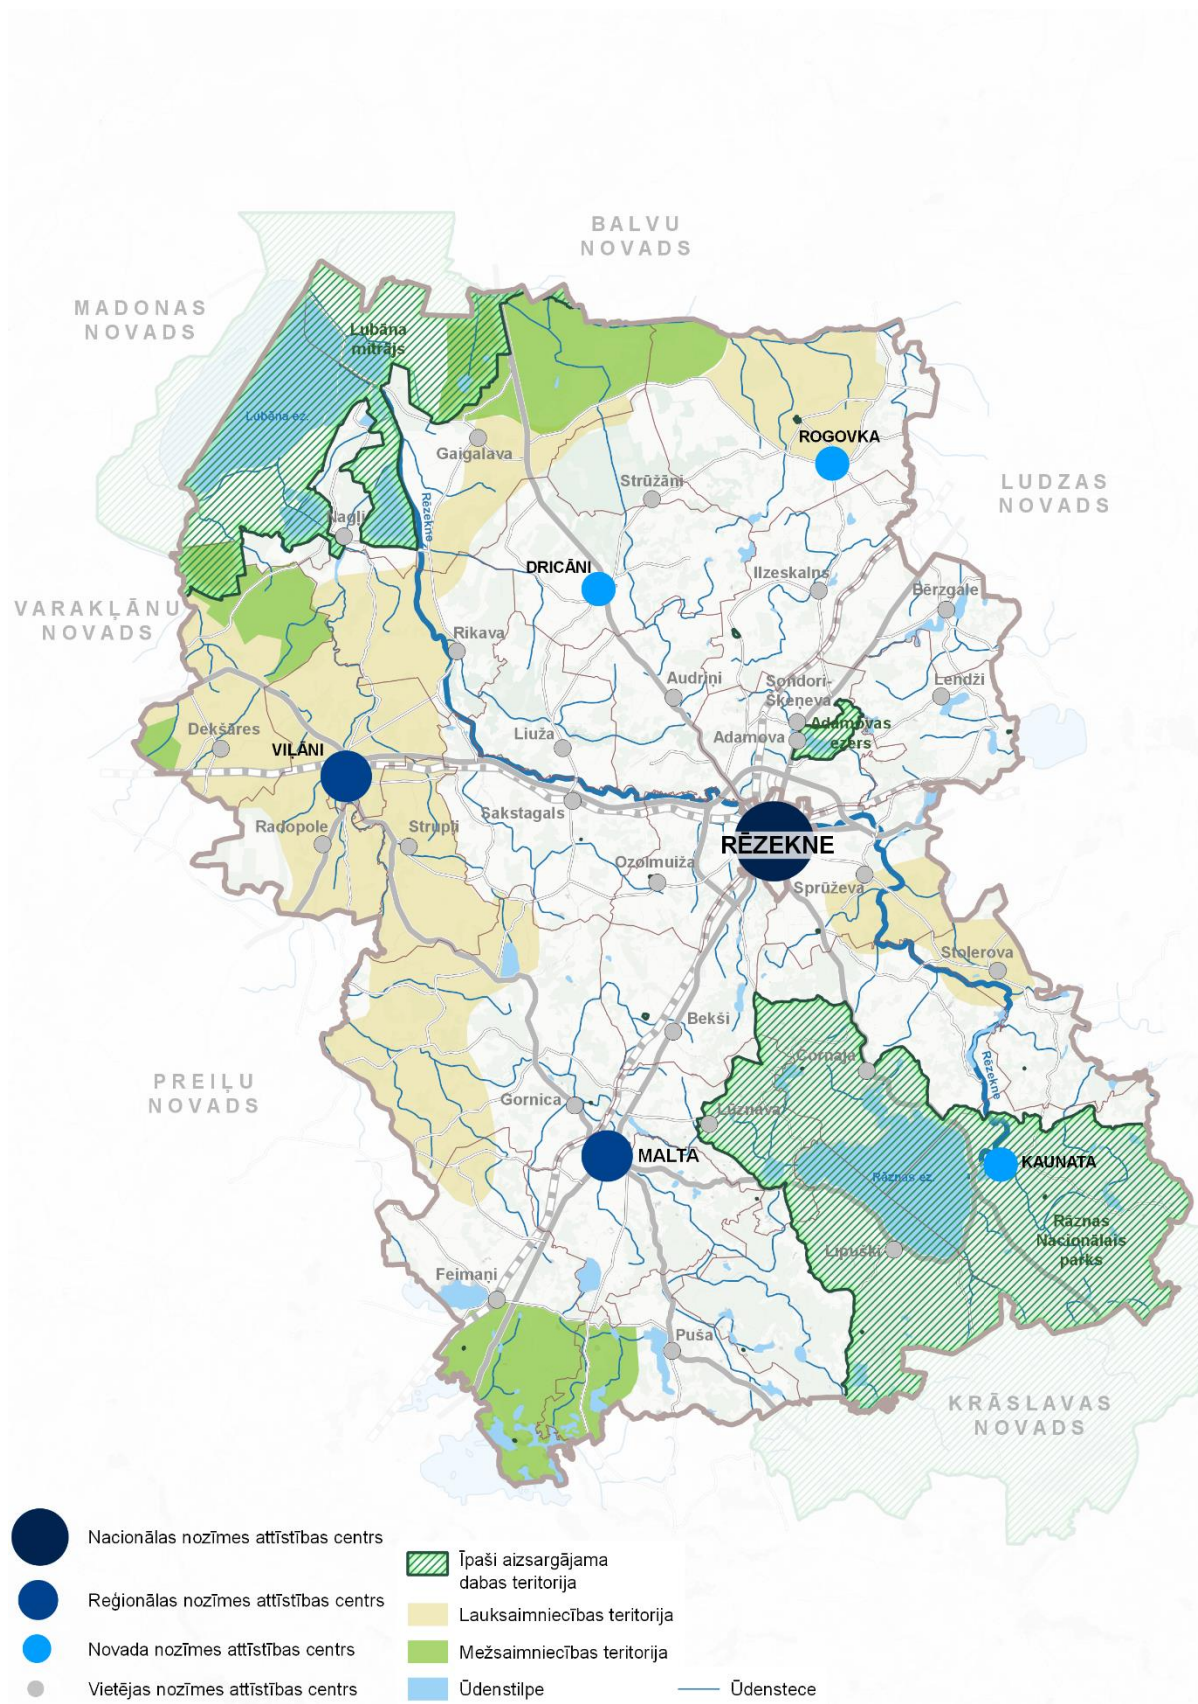 BALVU
NOVADS
MADONAS
NOVADS
Lubāna
mitrājs
Lubāna ez.
ROGOVKA
Gaigalava
Strūžāni
LUDZAS
NOVADS
Rēzekne
Nagļi
DRICĀNI
Ilzeskalns
Bērzgale
VARAKĻĀNU
NOVADS
Rikava
Audriņi
Sondori-
Škeņeva
Lendži
Dekšāres
VIĻĀNI
Liuža
Adamova
Adamovas
ezers
Sakstagals
Radopole
Strupļi
RĒZEKNE
Ozolmuiža
Sprūževa
Stoļerova
Bekši
Čornaja
Rēzekne
PREIĻU
NOVADS
Gornica
Lūznava
MALTA
KAUNATA
Rāznas ez.
Rāznas
Nacionālais
parks
Lipuški
Feimaņi
Puša
KRĀSLAVAS
NOVADS
Nacionālas nozīmes attīstības centrs
Reģionālas nozīmes attīstības centrs
Novada nozīmes attīstības centrs
Vietējas nozīmes attīstības centrs
Īpaši aizsargājama
dabas teritorija
Lauksaimniecības teritorija
Mežsaimniecības teritorija
Ūdenstilpe
Ūdenstece